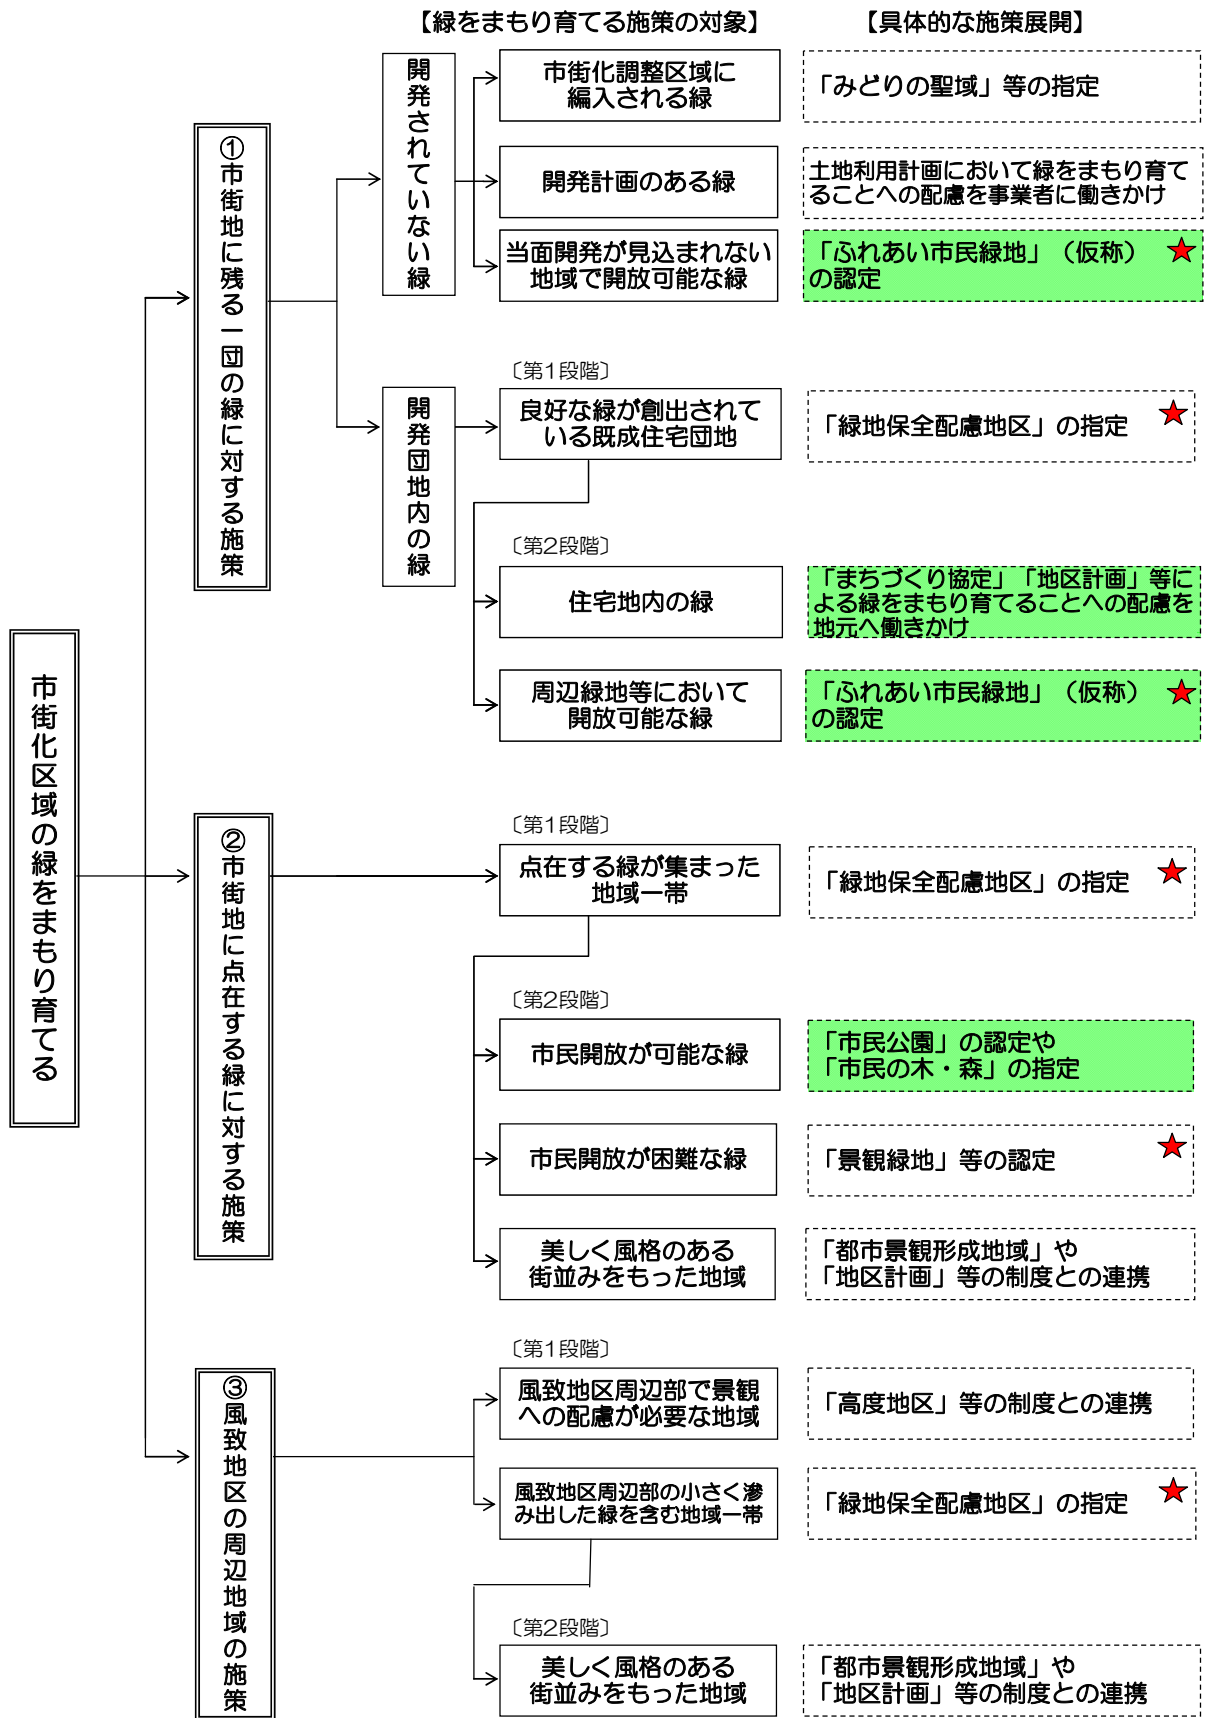 【緑をまもり育てる施策の対象】
【具体的な施策展開】
市街化区域の緑をまもり育てる
①市街地に残る一団の緑に対する施策
開発されていない緑
市街化調整区域に
編入される緑
「みどりの聖域」等の指定
開発計画のある緑
土地利用計画において緑をまもり育て
ることへの配慮を事業者に働きかけ
当面開発が見込まれない
地域で開放可能な緑
「ふれあい市民緑地」（仮称）
の認定
開発団地内の緑
〔第1段階〕
良好な緑が創出されて
いる既成住宅団地
「緑地保全配慮地区」の指定
〔第2段階〕
住宅地内の緑
「まちづくり協定」「地区計画」等に
よる緑をまもり育てることへの配慮を
地元へ働きかけ
周辺緑地等において
開放可能な緑
「ふれあい市民緑地」（仮称）
の認定
②市街地に点在する緑に対する施策
〔第1段階〕
点在する緑が集まった
地域一帯
「緑地保全配慮地区」の指定
〔第2段階〕
市民開放が可能な緑
「市民公園」の認定や
「市民の木・森」の指定
市民開放が困難な緑
「景観緑地」等の認定
美しく風格のある
街並みをもった地域
「都市景観形成地域」や
「地区計画」等の制度との連携
③風致地区の周辺地域の施策
〔第1段階〕
風致地区周辺部で景観
への配慮が必要な地域
「高度地区」等の制度との連携
風致地区周辺部の小さく滲
み出した緑を含む地域一帯
「緑地保全配慮地区」の指定
〔第2段階〕
美しく風格のある
街並みをもった地域
「都市景観形成地域」や
「地区計画」等の制度との連携